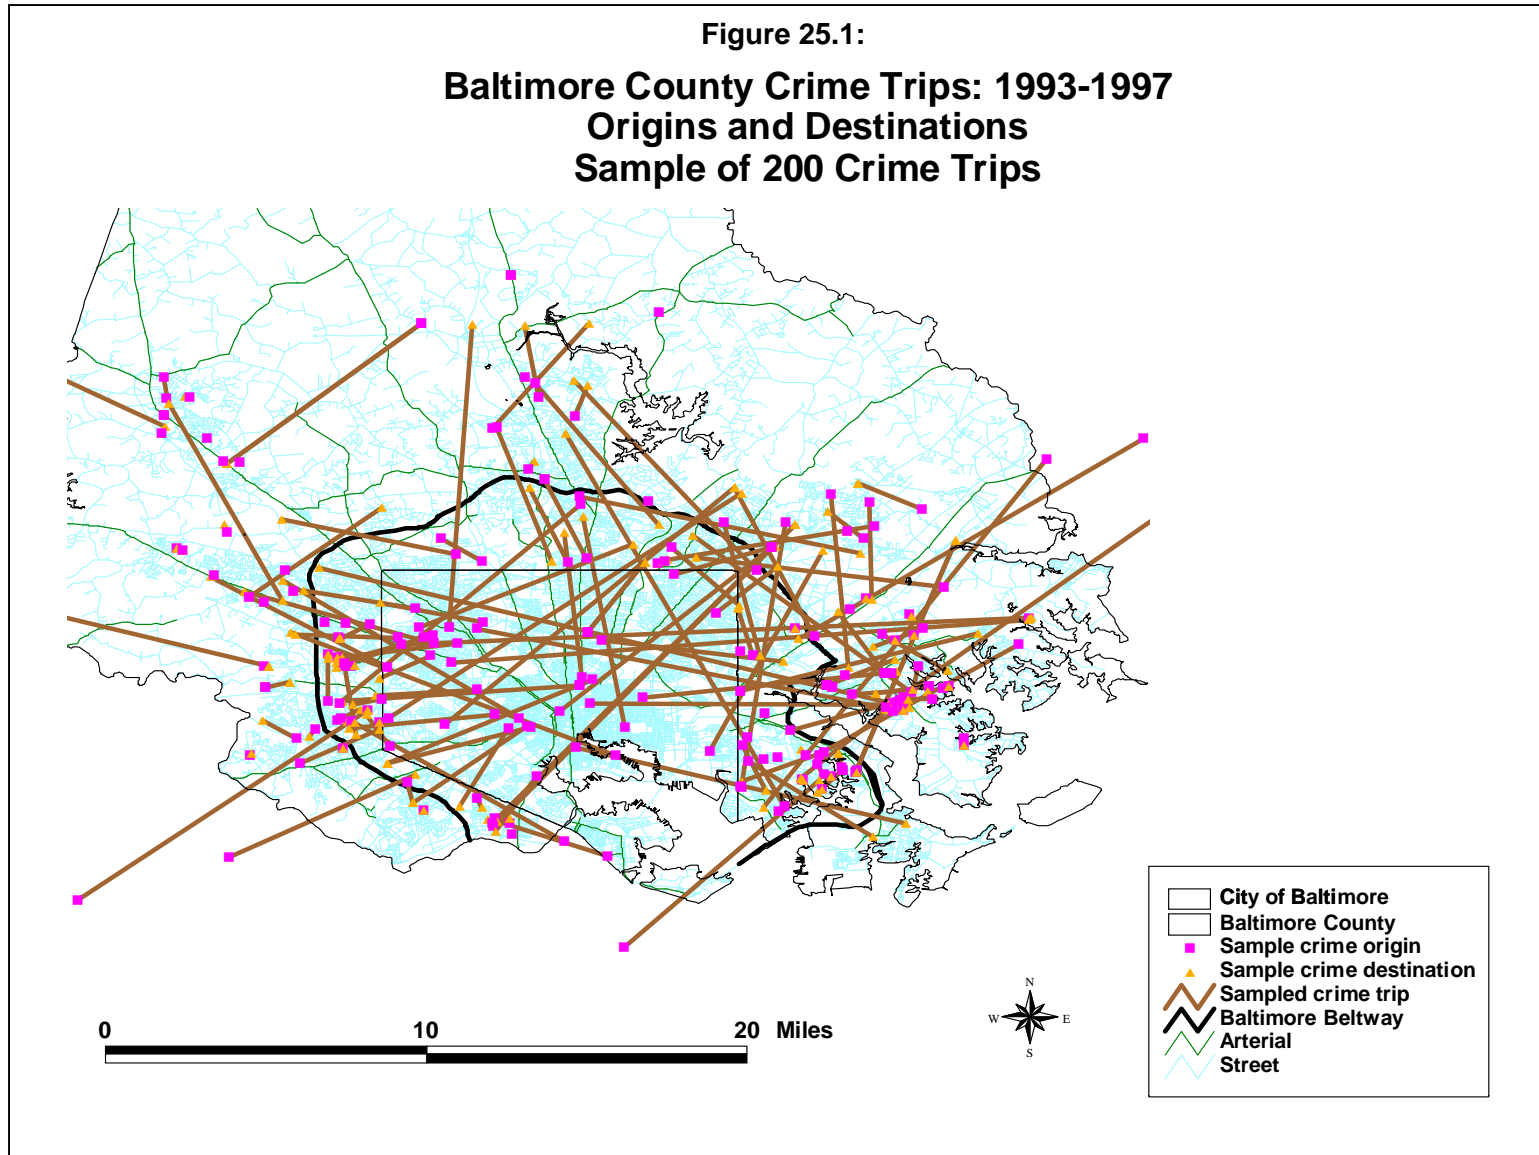 Figure 25.1:
Baltimore County Crime Trips: 1993-1997
Origins and Destinations
Sample of 200 Crime Trips
City of Baltimore
Baltimore County
Sample crime origin
Sample crime destination
Sampled crime trip
Baltimore Beltway
Arterial
Street
N
W E
S
0 10 20 Miles